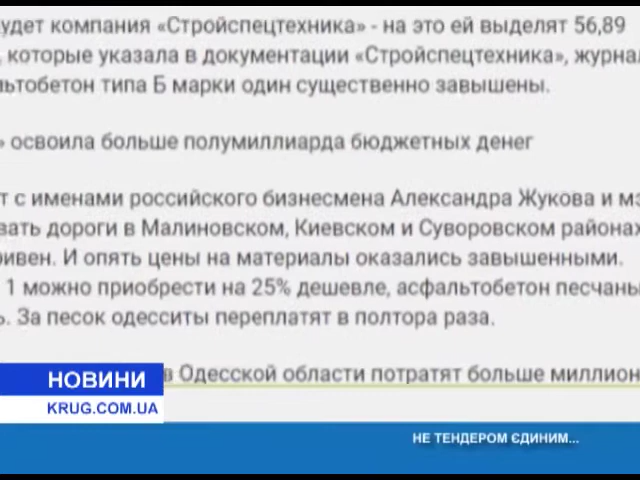 удет компания «Стройспецтехника» - на это ей выделят 56,89
, которые указала в документации «Стройспецтехника», журнал
льтобетон типа Б марки один существенно завышены.
» освоила больше полумиллиарда бюджетных денег
т с именами российского бизнесмена Александра Жукова и мэ
вать дороги в Малиновском, Киевском и Суворовском районах
ривен. И опять цены на материалы оказались завышенными.
1 можно приобрести на 25% дешевле, асфальтобетон песчаны
ь. За песок одесситы переплатят в полтора раза.
в Одесской области потратят больше миллион
НОВИНИ
KRUG.COM.UA
НЕ ТЕНДЕРОМ ЄДИНИМ...